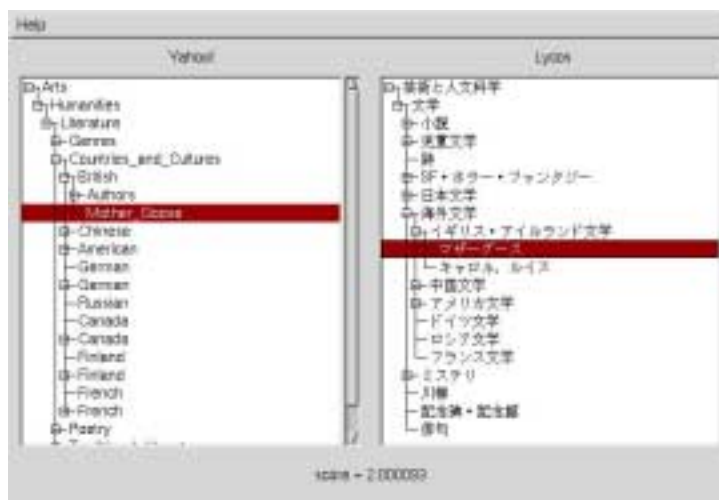 Help
Yahoo!
Arts
Humanities
Literature
Genres
Countries_and_Cultures
British
Authors
Mother_Goose
Chinese
American
German
German
Russian
Canada
Canada
Finland
Finland
French
French
Poetry
Lycos
芸術と人文科学
文学
小説
児童文学
詩
SF・ホラー・ファンタジー
日本文学
海外文学
イギリス・アイルランド文学
マザーグース
キャロル, ルイス
中国文学
アメリカ文学
ドイツ文学
ロシア文学
フランス文学
ミステリ
川柳
俳句
score = 2.000093